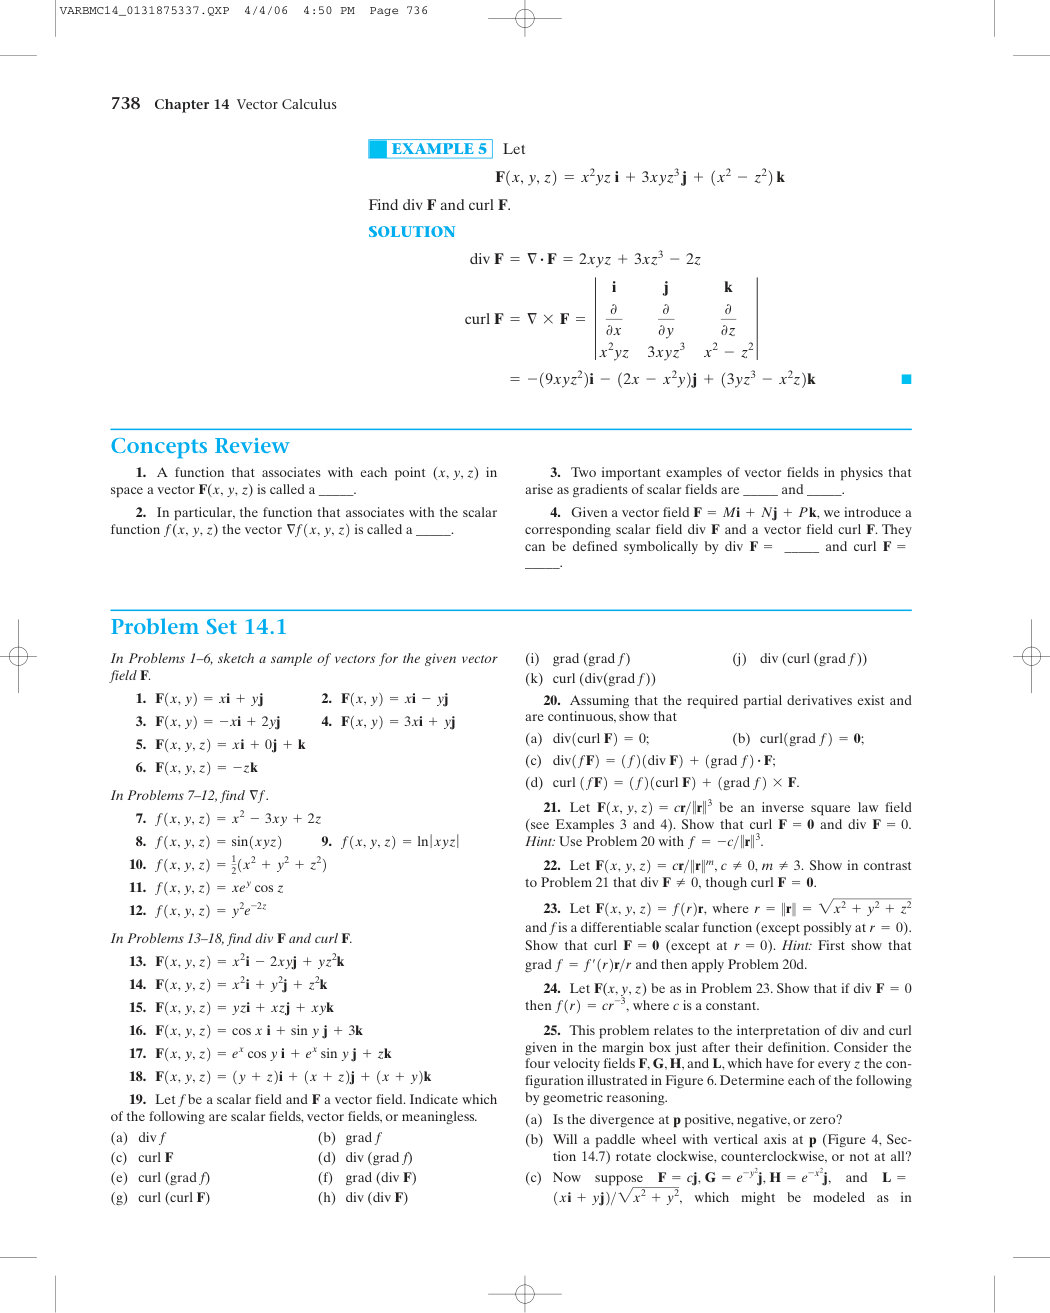 VARBMC14_0131875337.QXP 4/4/06 4:50 PM Page 736
738 Chapter 14 Vector Calculus
EXAMPLE 5 Let
F(x, y, z) = x²yz i + 3xyz³ j + (x² − z²) k
Find div F and curl F.
SOLUTION
div F = ∇ · F = 2xyz + 3xz³ − 2z
curl F = ∇ × F = | i j k |
| ∂/∂x ∂/∂y ∂/∂z |
| x²yz 3xyz³ x² − z² |
= −(9xyz²)i − (2x − x²y)j + (3yz³ − x²z)k
Concepts Review
1. A function that associates with each point (x, y, z) in
space a vector F(x, y, z) is called a _____.
2. In particular, the function that associates with the scalar
function f(x, y, z) the vector ∇f(x, y, z) is called a _____.
3. Two important examples of vector fields in physics that
arise as gradients of scalar fields are _____ and _____.
4. Given a vector field F = Mi + Nj + Pk, we introduce a
corresponding scalar field div F and a vector field curl F. They
can be defined symbolically by div F = _____ and curl F =
_____.
Problem Set 14.1
In Problems 1–6, sketch a sample of vectors for the given vector
field F.
1. F(x, y) = xi + yj 2. F(x, y) = xi − yj
3. F(x, y) = −xi + 2yj 4. F(x, y) = 3xi + yj
5. F(x, y, z) = xi + 0j + k
6. F(x, y, z) = −zk
In Problems 7–12, find ∇f.
7. f(x, y, z) = x² − 3xy + 2z
8. f(x, y, z) = sin(xyz) 9. f(x, y, z) = ln|xyz|
10. f(x, y, z) = ½(x² + y² + z²)
11. f(x, y, z) = xeʸ cos z
12. f(x, y, z) = y²e⁻²ᶻ
In Problems 13–18, find div F and curl F.
13. F(x, y, z) = x²i − 2xyj + yz²k
14. F(x, y, z) = x²i + y²j + z²k
15. F(x, y, z) = yzi + xzj + xyk
16. F(x, y, z) = cos x i + sin y j + 3k
17. F(x, y, z) = eˣ cos y i + eˣ sin y j + zk
18. F(x, y, z) = (y + z)i + (x + z)j + (x + y)k
19. Let f be a scalar field and F a vector field. Indicate which
of the following are scalar fields, vector fields, or meaningless.
(a) div f (b) grad f
(c) curl F (d) div (grad f)
(e) curl (grad f) (f) grad (div F)
(g) curl (curl F) (h) div (div F)
(i) grad (grad f) (j) div (curl (grad f))
(k) curl (div(grad f))
20. Assuming that the required partial derivatives exist and
are continuous, show that
(a) div(curl F) = 0; (b) curl(grad f) = 0;
(c) div(fF) = (f)(div F) + (grad f) · F;
(d) curl (fF) = (f)(curl F) + (grad f) × F.
21. Let F(x, y, z) = cr/‖r‖³ be an inverse square law field
(see Examples 3 and 4). Show that curl F = 0 and div F = 0.
Hint: Use Problem 20 with f = −c/‖r‖³.
22. Let F(x, y, z) = cr/‖r‖ᵐ, c ≠ 0, m ≠ 3. Show in contrast
to Problem 21 that div F ≠ 0, though curl F = 0.
23. Let F(x, y, z) = f(r)r, where r = ‖r‖ = √(x² + y² + z²)
and f is a differentiable scalar function (except possibly at r = 0).
Show that curl F = 0 (except at r = 0). Hint: First show that
grad f = f′(r)r/r and then apply Problem 20d.
24. Let F(x, y, z) be as in Problem 23. Show that if div F = 0
then f(r) = cr⁻³, where c is a constant.
25. This problem relates to the interpretation of div and curl
given in the margin box just after their definition. Consider the
four velocity fields F, G, H, and L, which have for every z the con-
figuration illustrated in Figure 6. Determine each of the following
by geometric reasoning.
(a) Is the divergence at p positive, negative, or zero?
(b) Will a paddle wheel with vertical axis at p (Figure 4, Sec-
tion 14.7) rotate clockwise, counterclockwise, or not at all?
(c) Now suppose F = cj, G = e^(−y²)j, H = e^(−x²)j, and L =
(xi + yj)/√(x² + y²), which might be modeled as in